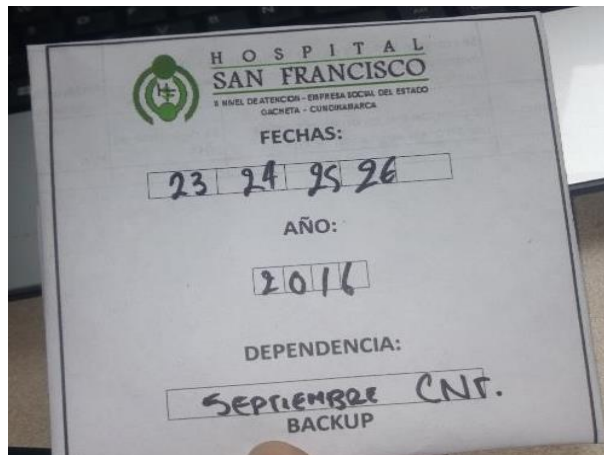 HOSPITAL
SAN FRANCISCO
II NIVEL DE ATENCION - EMPRESA SOCIAL DEL ESTADO
GACHETA - CUNDINAMARCA
FECHAS:
23 24 25 26
AÑO:
2016
DEPENDENCIA:
SEPTIEMBRE CNT.
BACKUP